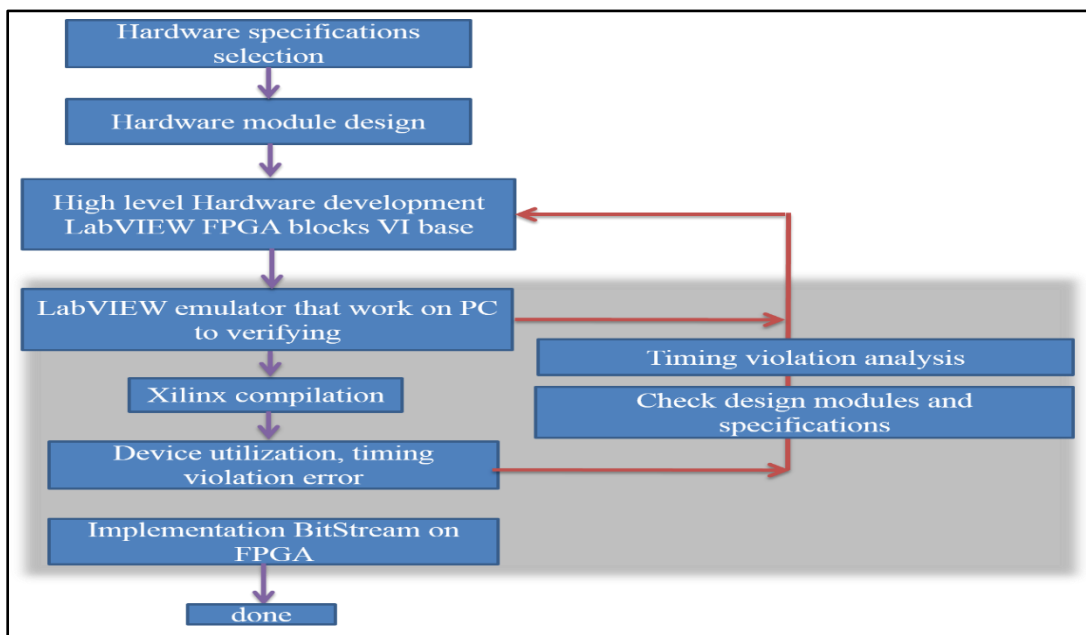 Hardware specifications
selection
Hardware module design
High level Hardware development
LabVIEW FPGA blocks VI base
LabVIEW emulator that work on PC
to verifying
Timing violation analysis
Xilinx compilation
Check design modules and
specifications
Device utilization, timing
violation error
Implementation BitStream on
FPGA
done